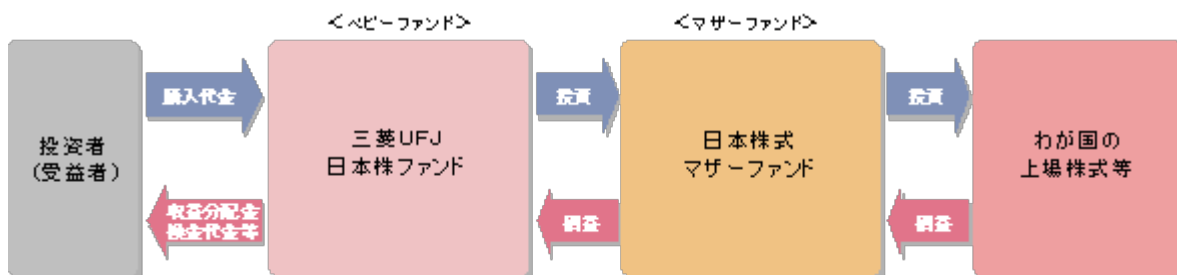 <ベビーファンド>
<マザーファンド>
投資者
(受益者)
購入代金
収益分配金
換金代金等
三菱UFJ
日本株ファンド
投資
損益
日本株式
マザーファンド
投資
損益
わが国の
上場株式等